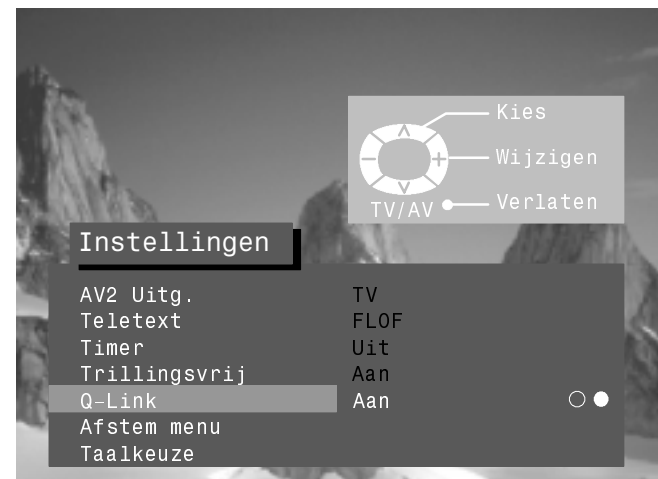 Kies
Wijzigen
TV/AV Verlaten
Instellingen
AV2 Uitg. TV
Teletext FLOF
Timer Uit
Trillingsvrij Aan
Q-Link Aan
Afstem menu
Taalkeuze